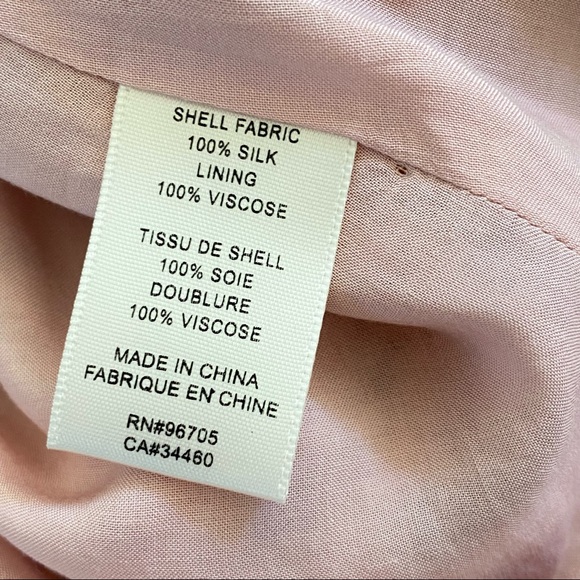 SHELL FABRIC
100% SILK
LINING
100% VISCOSE
TISSU DE SHELL
100% SOIE
DOUBLURE
100% VISCOSE
MADE IN CHINA
FABRIQUE EN CHINE
RN#96705
CA#34460